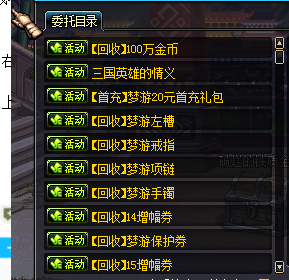 委托目录
活动【回收】100万金币
活动 三国英雄的情义
活动【首充】梦游20元首充礼包
活动【回收】梦游左槽
活动【回收】梦游戒指
活动【回收】梦游项链
活动【回收】梦游手镯
活动【回收】14增幅券
活动【回收】梦游保护券
活动【回收】15增幅券
右
上